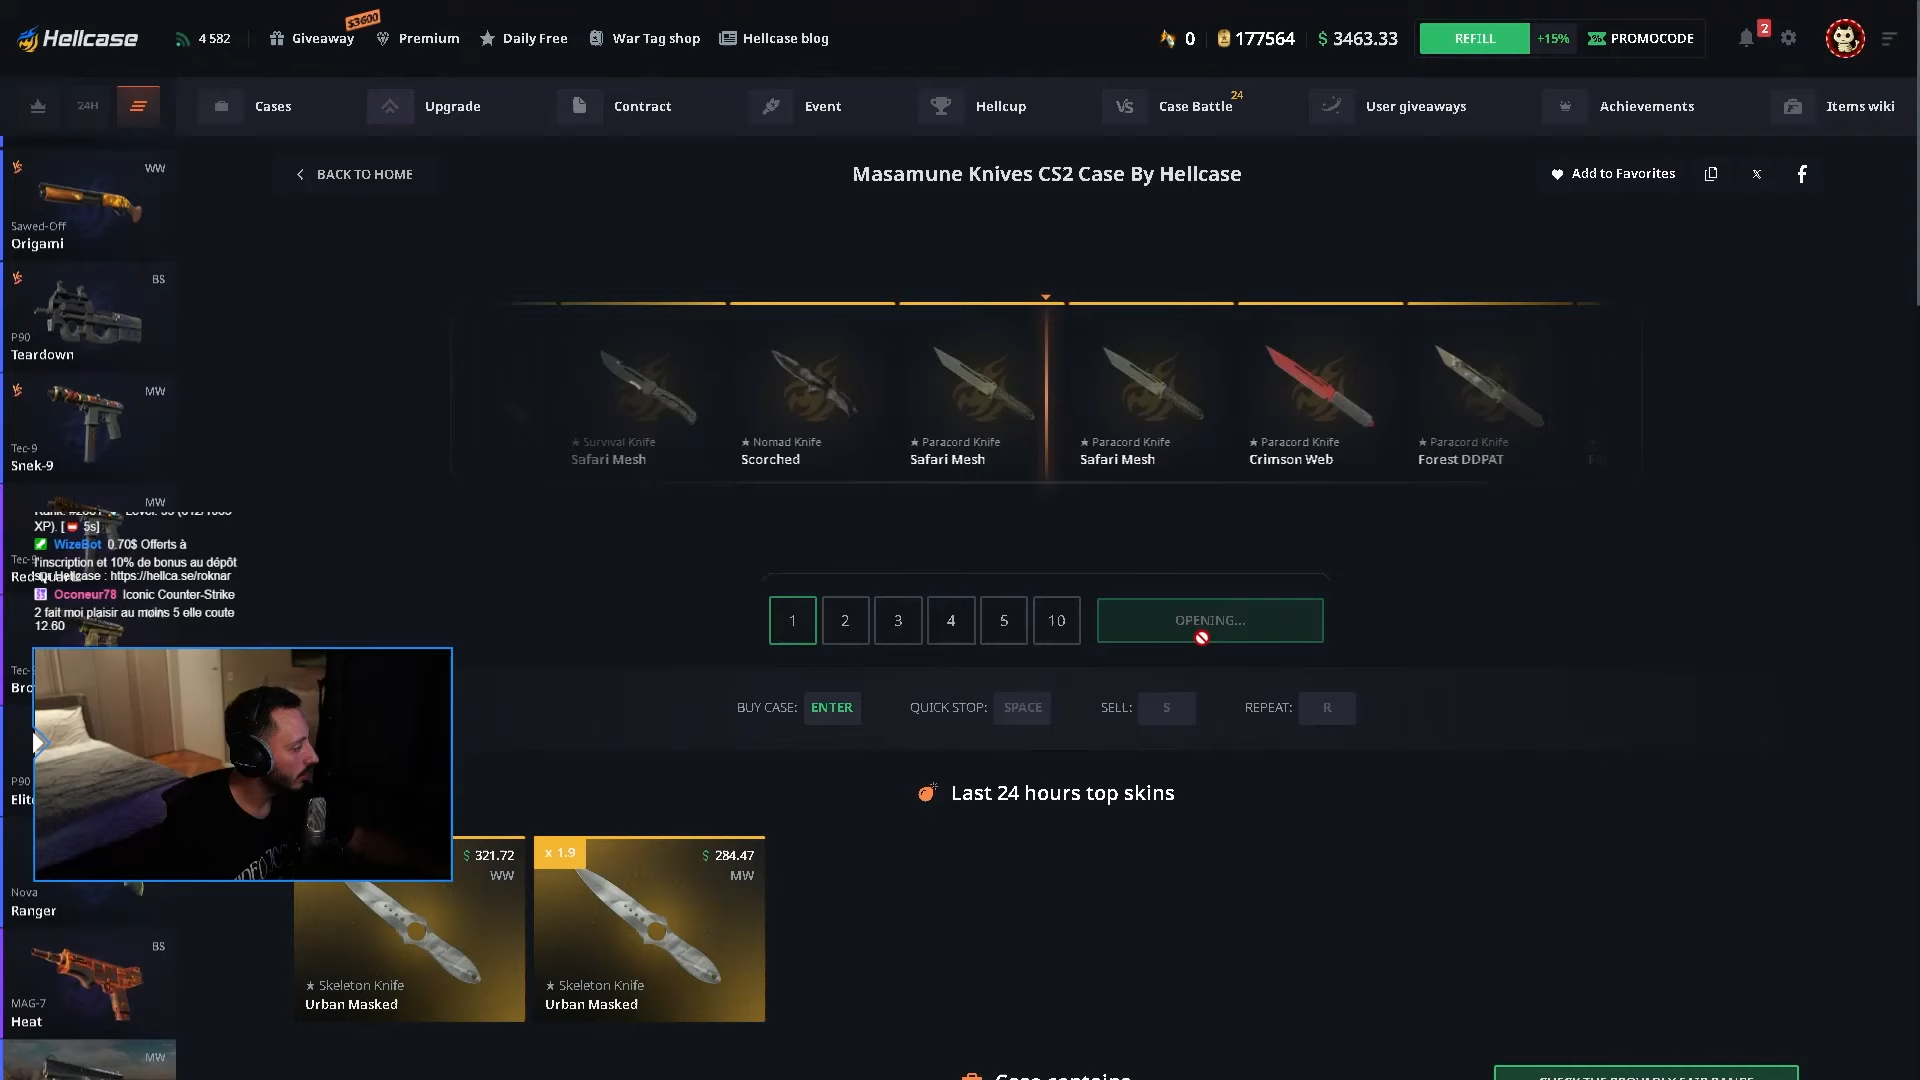 Hellcase
4 582
Giveaway
$3600
Premium
Daily Free
War Tag shop
Hellcase blog
0
177564
$ 3463.33
REFILL
+15%
PROMOCODE
2
24H
Cases
Upgrade
Contract
Event
Hellcup
VS
Case Battle
24
User giveaways
Achievements
Items wiki
BACK TO HOME
Masamune Knives CS2 Case By Hellcase
Add to Favorites
WW
Sawed-Off
Origami
BS
P90
Teardown
MW
Tec-9
Snek-9
MW
★ Survival Knife
Safari Mesh
★ Nomad Knife
Scorched
★ Paracord Knife
Safari Mesh
★ Paracord Knife
Safari Mesh
★ Paracord Knife
Crimson Web
★ Paracord Knife
Forest DDPAT
XP). [ 5s]
WizeBot 0.70$ Offerts à
l'inscription et 10% de bonus au dépôt
sur Hellcase : https://hellca.se/roknar
Oconeur78 Iconic Counter-Strike
2 fait moi plaisir au moins 5 elle coute
12.60
1
2
3
4
5
10
OPENING...
BUY CASE: ENTER
QUICK STOP: SPACE
SELL: S
REPEAT: R
Last 24 hours top skins
P90
Nova
Ranger
BS
MAG-7
Heat
MW
$ 321.72
WW
★ Skeleton Knife
Urban Masked
x 1.9
$ 284.47
MW
★ Skeleton Knife
Urban Masked
Case contains
CHECK THE PROVABLY FAIR RANGE